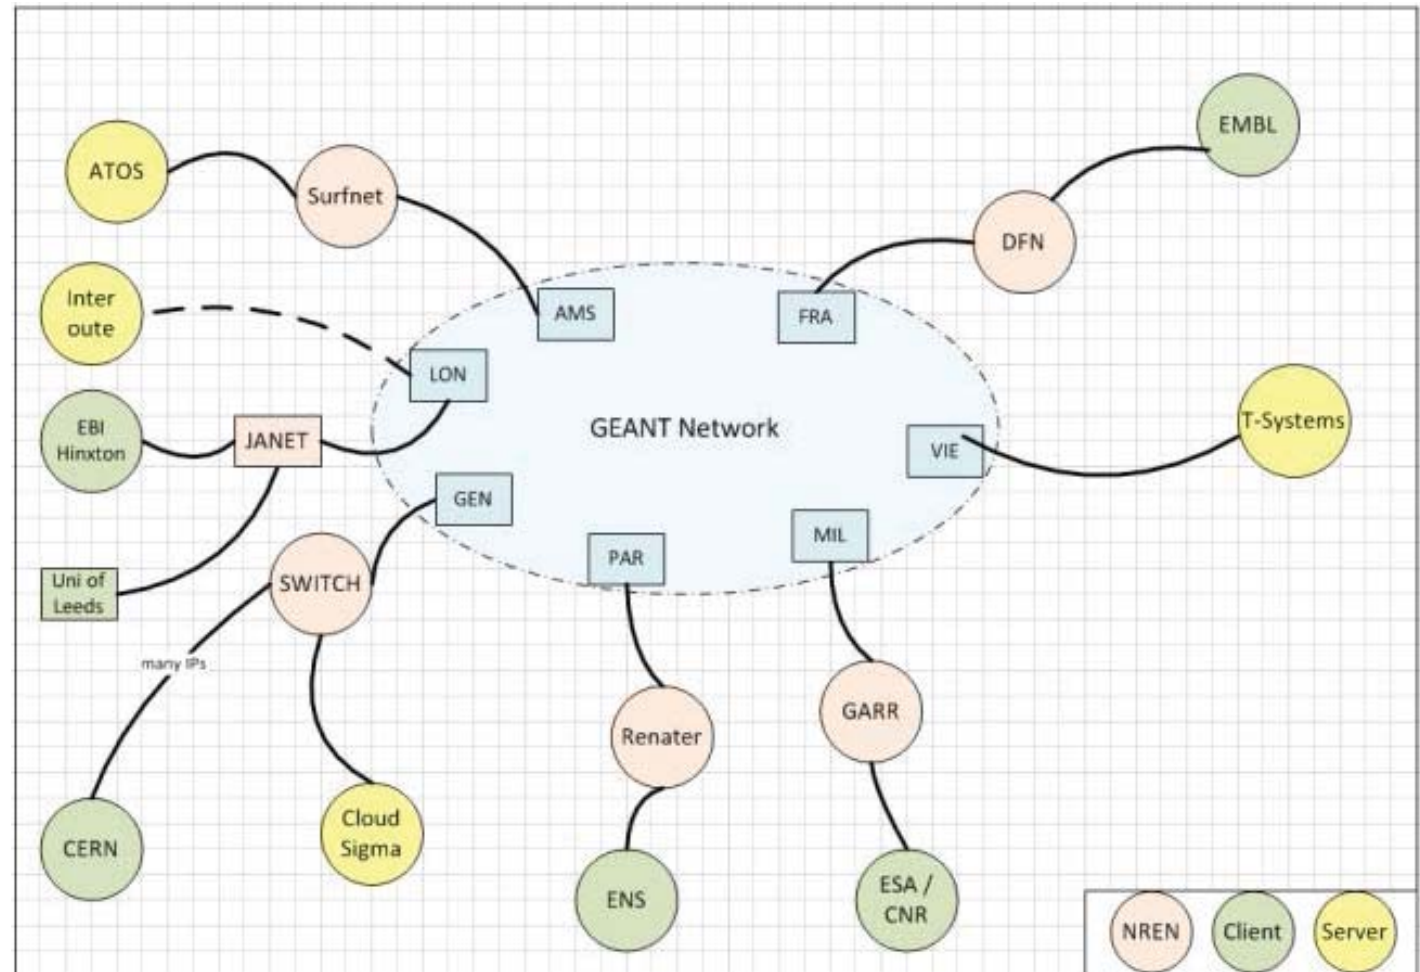 EMBL
ATOS
Surfnet
DFN
Inter
oute
AMS
FRA
LON
T-Systems
GEANT Network
EBI
Hinxton
JANET
VIE
GEN
MIL
PAR
Uni of
Leeds
SWITCH
many IPs
GARR
Renater
Cloud
Sigma
CERN
ENS
ESA /
CNR
NREN
Client
Server